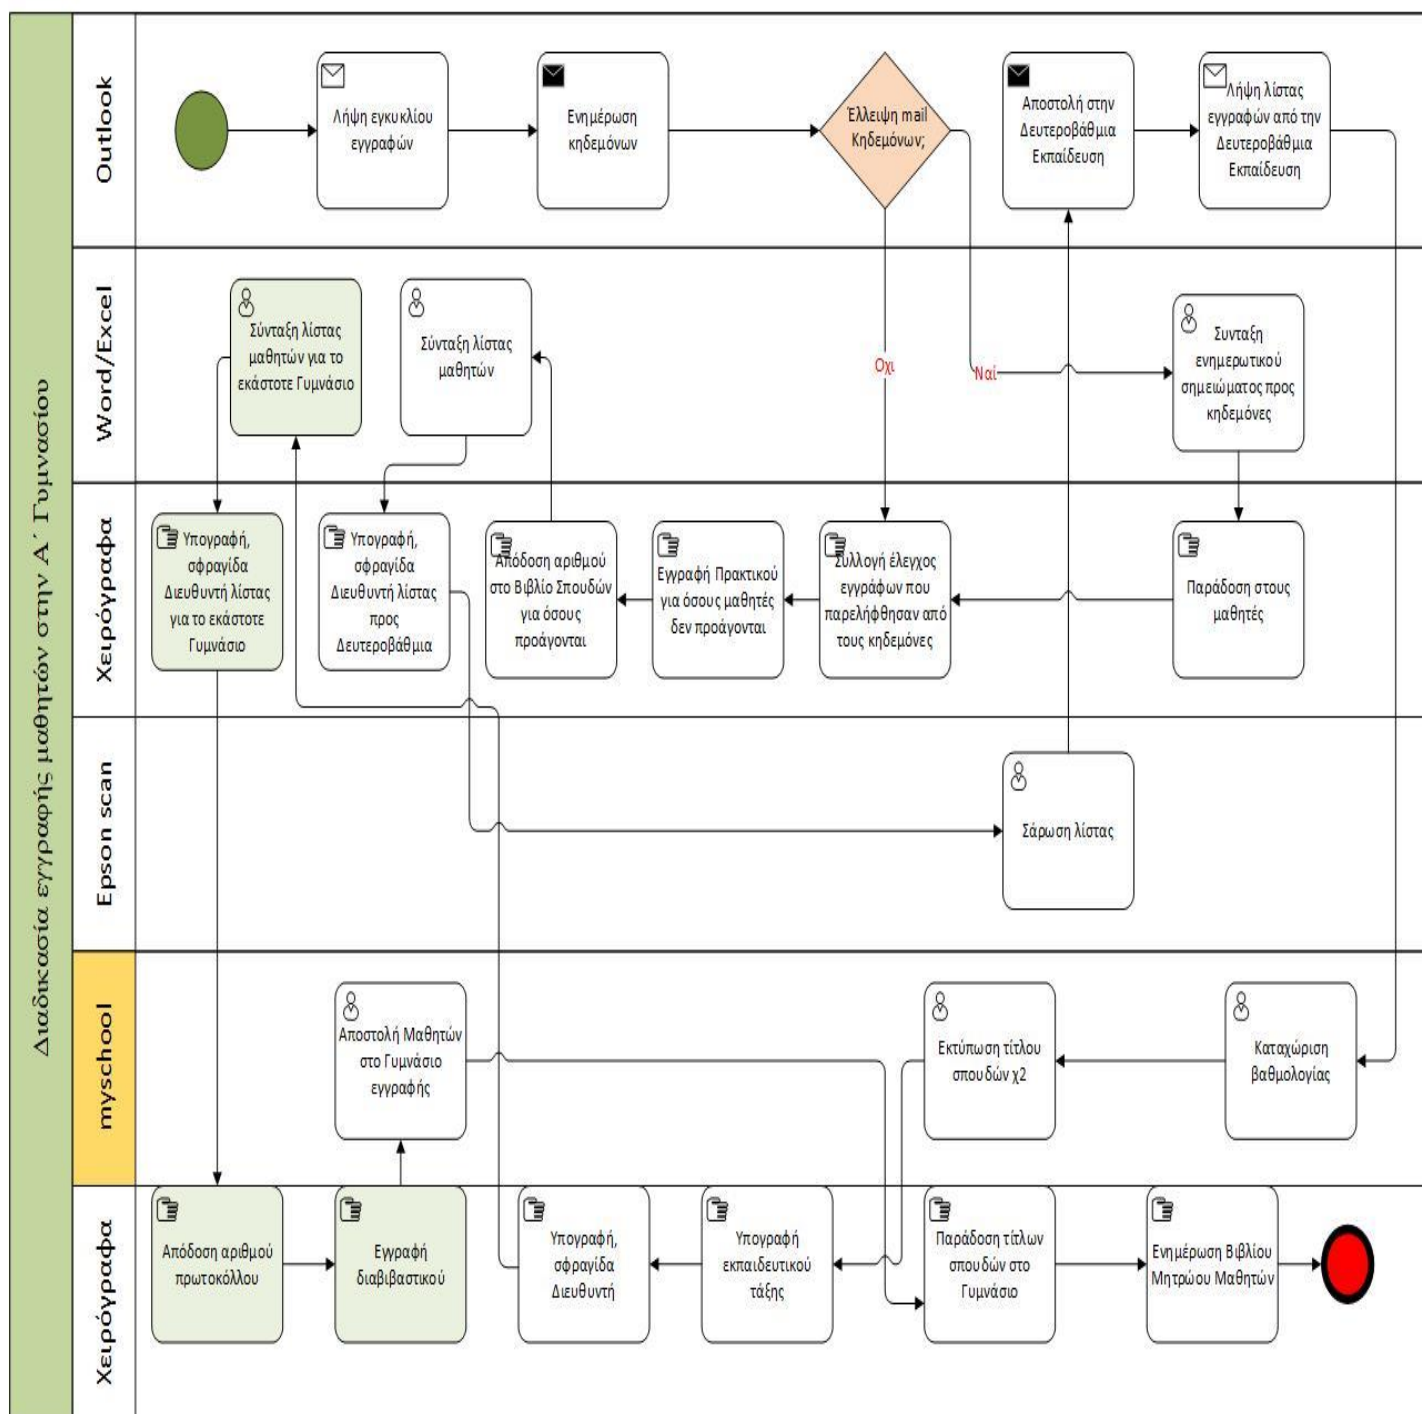 Διαδικασία εγγραφής μαθητών στην Α΄ Γυμνασίου
Outlook
Λήψη εγκυκλίου
εγγραφών
Ενημέρωση
κηδεμόνων
Έλλειψη mail
Κηδεμόνων;
Αποστολή στην
Δευτεροβάθμια
Εκπαίδευση
Λήψη λίστας
εγγραφών από την
Δευτεροβάθμια
Εκπαίδευση
Word/Excel
Σύνταξη λίστας
μαθητών για το
εκάστοτε Γυμνάσιο
Σύνταξη λίστας
μαθητών
Οχι
Ναί
Συνταξη
ενημερωτικού
σημειώματος προς
κηδεμόνες
Χειρόγραφα
Υπογραφή,
σφραγίδα
Διευθυντή λίστας
για το εκάστοτε
Γυμνάσιο
Υπογραφή,
σφραγίδα
Διευθυντή λίστας
προς
Δευτεροβάθμια
Απόδοση αριθμού
στο Βιβλίο Σπουδών
για όσους
προάγονται
Εγγραφή Πρακτικού
για όσους μαθητές
δεν προάγονται
Συλλογή έλεγχος
εγγράφων που
παρελήφθησαν από
τους κηδεμόνες
Παράδοση στους
μαθητές
Epson scan
Σάρωση λίστας
myschool
Αποστολή Μαθητών
στο Γυμνάσιο
εγγραφής
Εκτύπωση τίτλου
σπουδών χ2
Καταχώριση
βαθμολογίας
Χειρόγραφα
Απόδοση αριθμού
πρωτοκόλλου
Εγγραφή
διαβιβαστικού
Υπογραφή,
σφραγίδα
Διευθυντή
Υπογραφή
εκπαιδευτικού
τάξης
Παράδοση τίτλων
σπουδών στο
Γυμνάσιο
Ενημέρωση Βιβλίου
Μητρώου Μαθητών